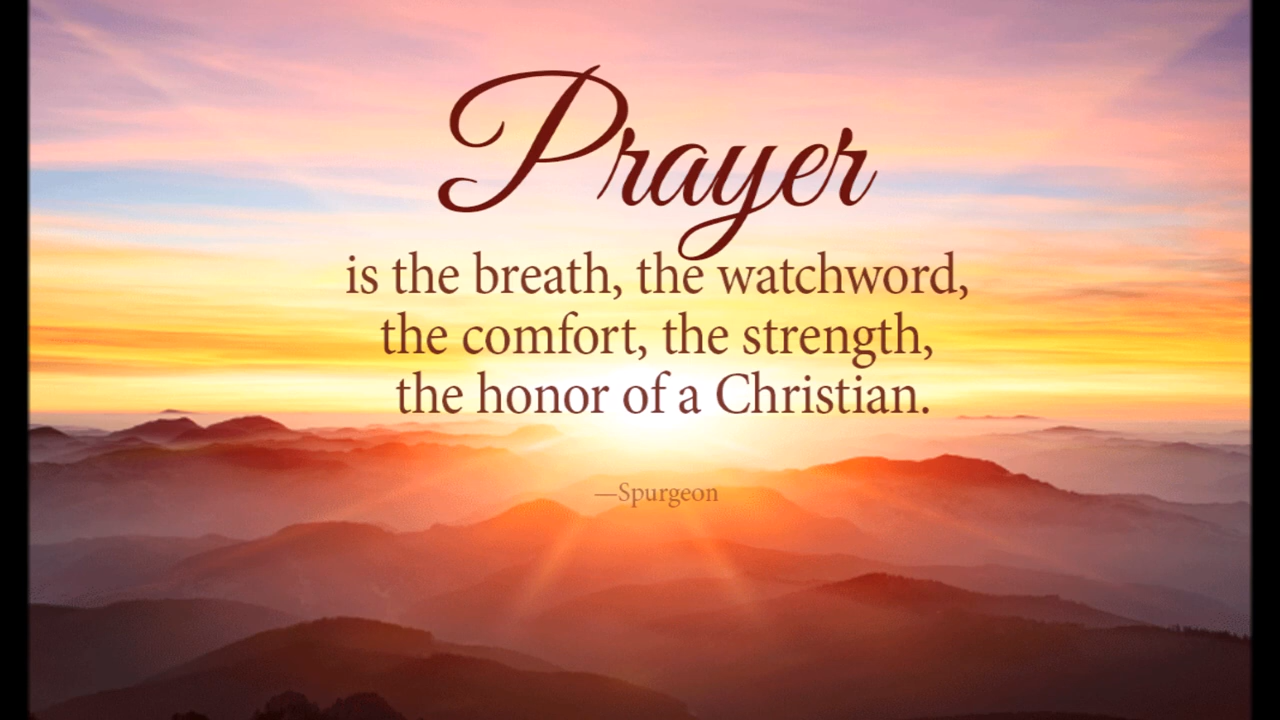 Prayer
is the breath, the watchword,
the comfort, the strength,
the honor of a Christian.
—Spurgeon